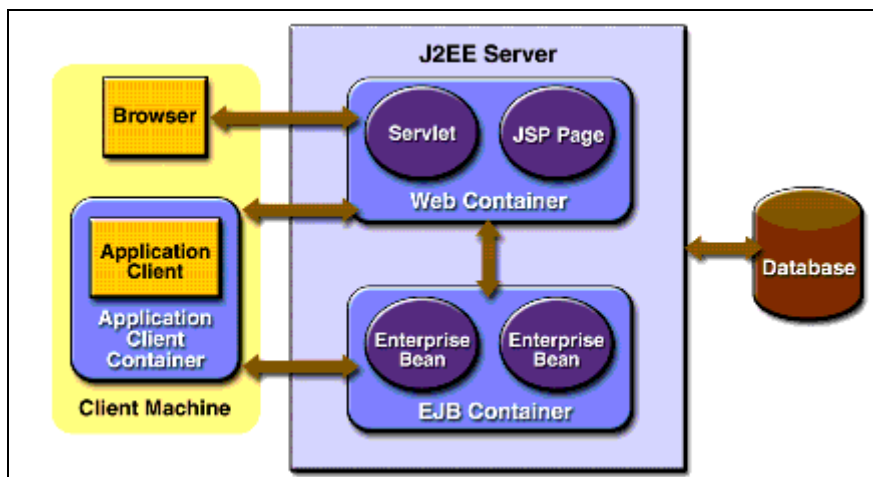 J2EE Server
Browser
Servlet
JSP Page
Web Container
Application
Client
Application
Client
Container
Client Machine
Enterprise
Bean
Enterprise
Bean
EJB Container
Database